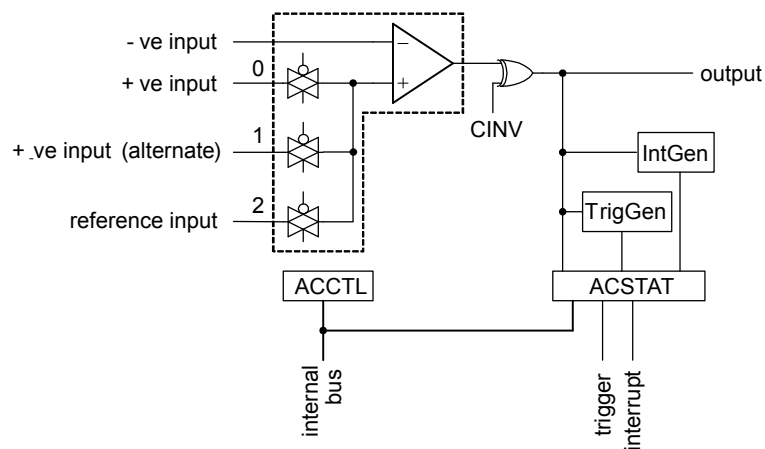 - ve input
−
0
+ ve input
+
output
CINV
1
+ -ve input (alternate)
IntGen
2
reference input
TrigGen
ACCTL
ACSTAT
internal
bus
trigger
interrupt